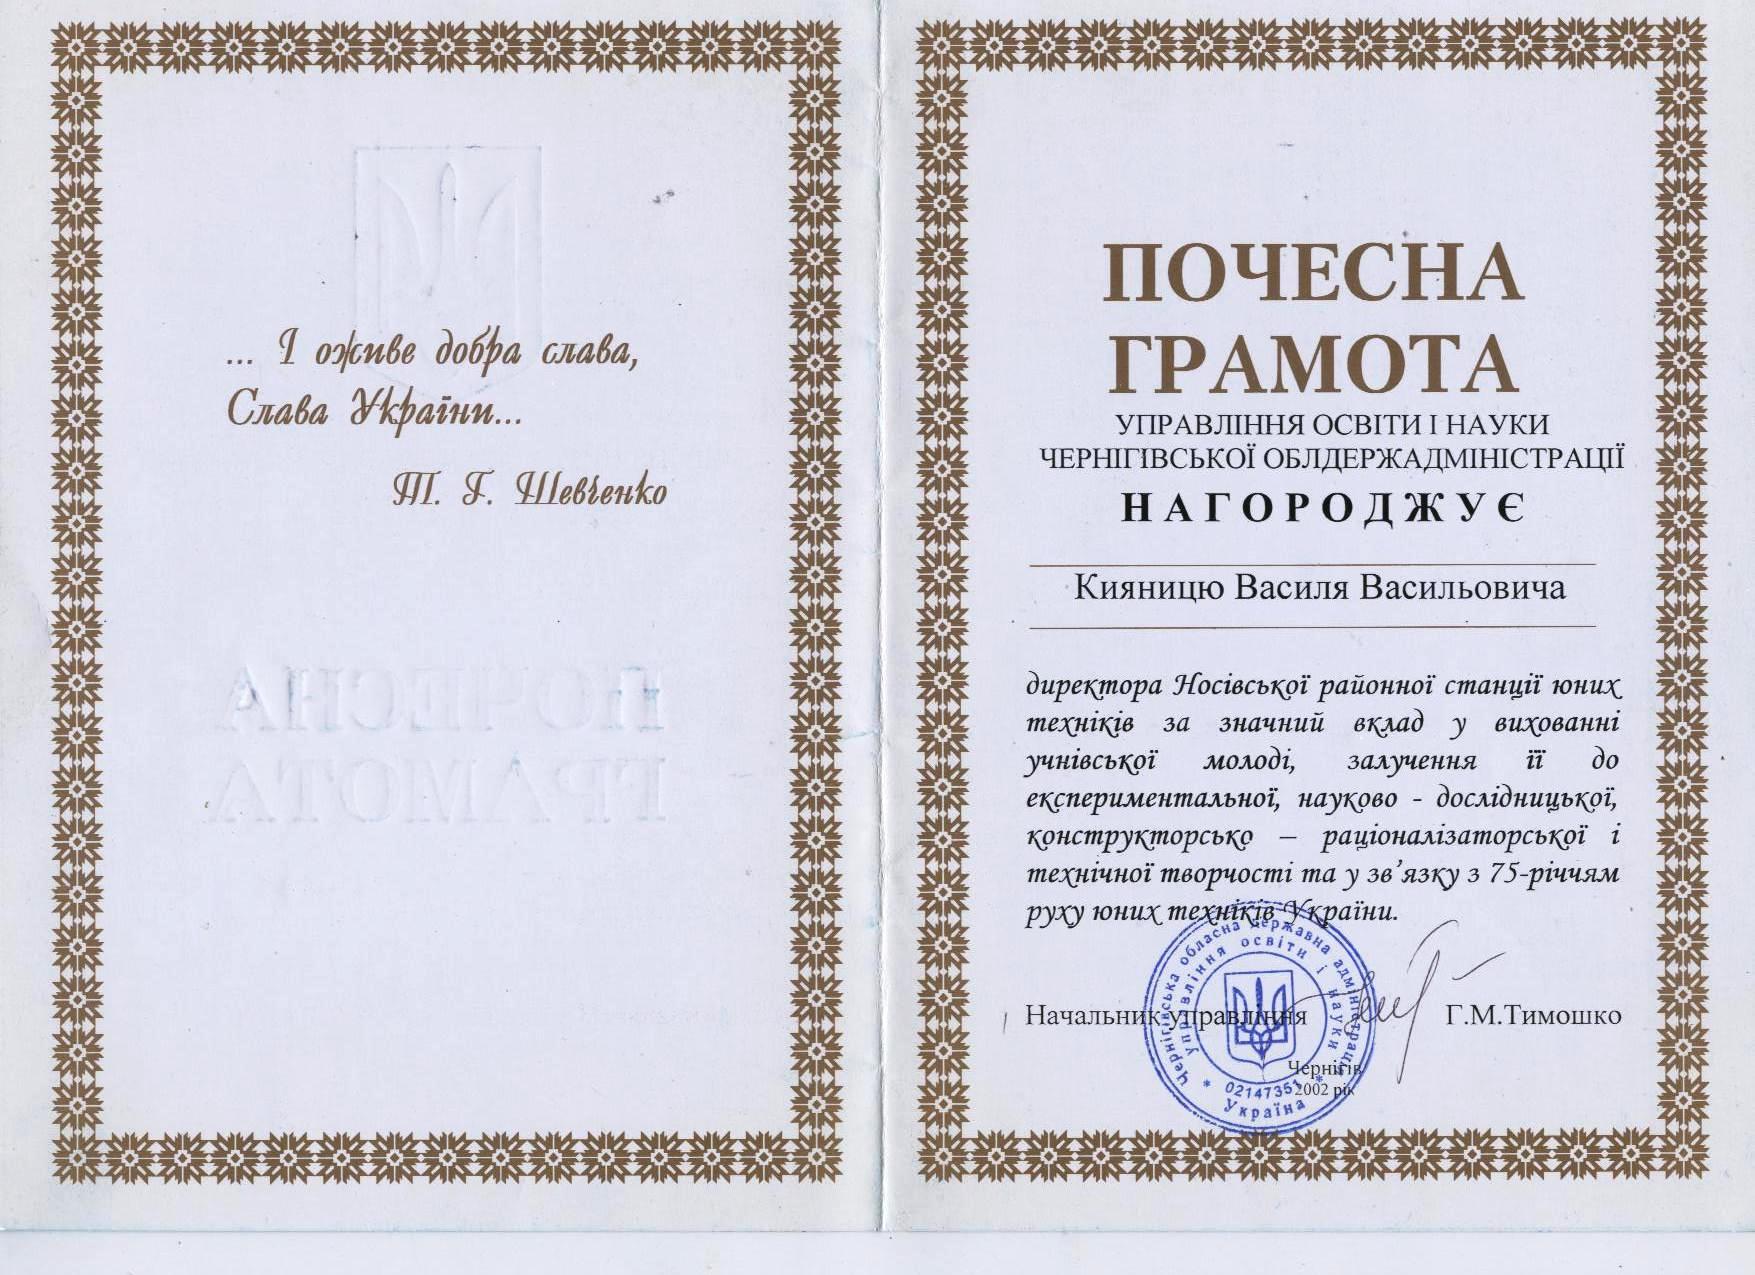 ... І оживе добра слава,
Слава України...
Т. Г. Шевченко
ПОЧЕСНА
ГРАМОТА
ПОЧЕСНА
ГРАМОТА
УПРАВЛІННЯ ОСВІТИ І НАУКИ
ЧЕРНІГІВСЬКОЇ ОБЛДЕРЖАДМІНІСТРАЦІЇ
НАГОРОДЖУЄ
Кияницю Василя Васильовича
директора Носівської районної станції юних
техніків за значний вклад у вихованні
учнівської молоді, залучення її до
експериментальної, науково - дослідницької,
конструкторсько – раціоналізаторської і
технічної творчості та у зв’язку з 75-річчям
руху юних техніків України.
Начальник управління Г.М.Тимошко
Чернігів
2002 рік
Чернігівська обласна державна адміністрація
Управління освіти і науки
* 02147351 *
Україна